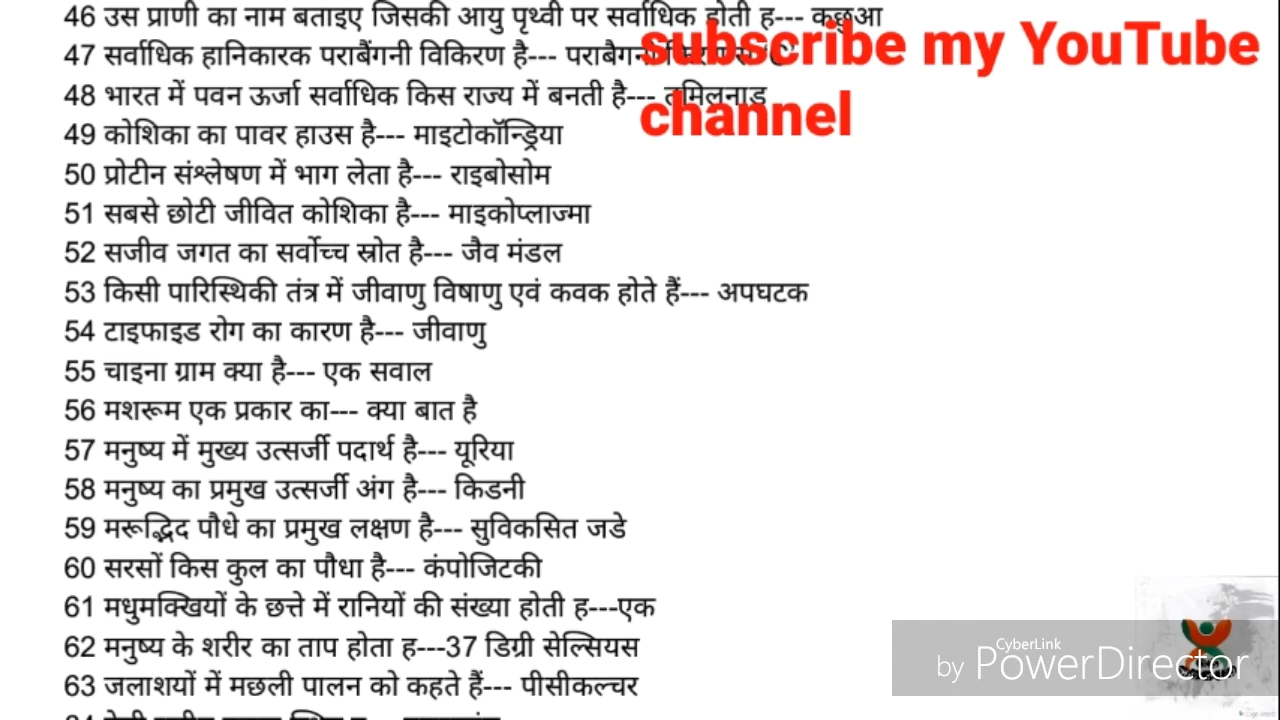 46 उस प्राणी का नाम बताइए जिसकी आयु पृथ्वी पर सर्वाधिक होती ह--- कछुआ
subscribe my YouTube
channel
47 सर्वाधिक हानिकारक पराबैंगनी विकिरण है---
48 भारत में पवन ऊर्जा सर्वाधिक किस राज्य में बनती है--- तमिलनाडु
49 कोशिका का पावर हाउस है--- माइटोकॉन्ड्रिया
50 प्रोटीन संश्लेषण में भाग लेता है--- राइबोसोम
51 सबसे छोटी जीवित कोशिका है--- माइकोप्लाज्मा
52 सजीव जगत का सर्वोच्च स्रोत है--- जैव मंडल
53 किसी पारिस्थिकी तंत्र में जीवाणु विषाणु एवं कवक होते हैं--- अपघटक
54 टाइफाइड रोग का कारण है--- जीवाणु
55 चाइना ग्राम क्या है--- एक सवाल
56 मशरूम एक प्रकार का--- क्या बात है
57 मनुष्य में मुख्य उत्सर्जी पदार्थ है--- यूरिया
58 मनुष्य का प्रमुख उत्सर्जी अंग है--- किडनी
59 मरूद्भिद पौधे का प्रमुख लक्षण है--- सुविकसित जडे
60 सरसों किस कुल का पौधा है--- कंपोजिटकी
61 मधुमक्खियों के छत्ते में रानियों की संख्या होती ह---एक
62 मनुष्य के शरीर का ताप होता ह---37 डिग्री सेल्सियस
63 जलाशयों में मछली पालन को कहते हैं--- पीसीकल्चर
CyberLink
by PowerDirector